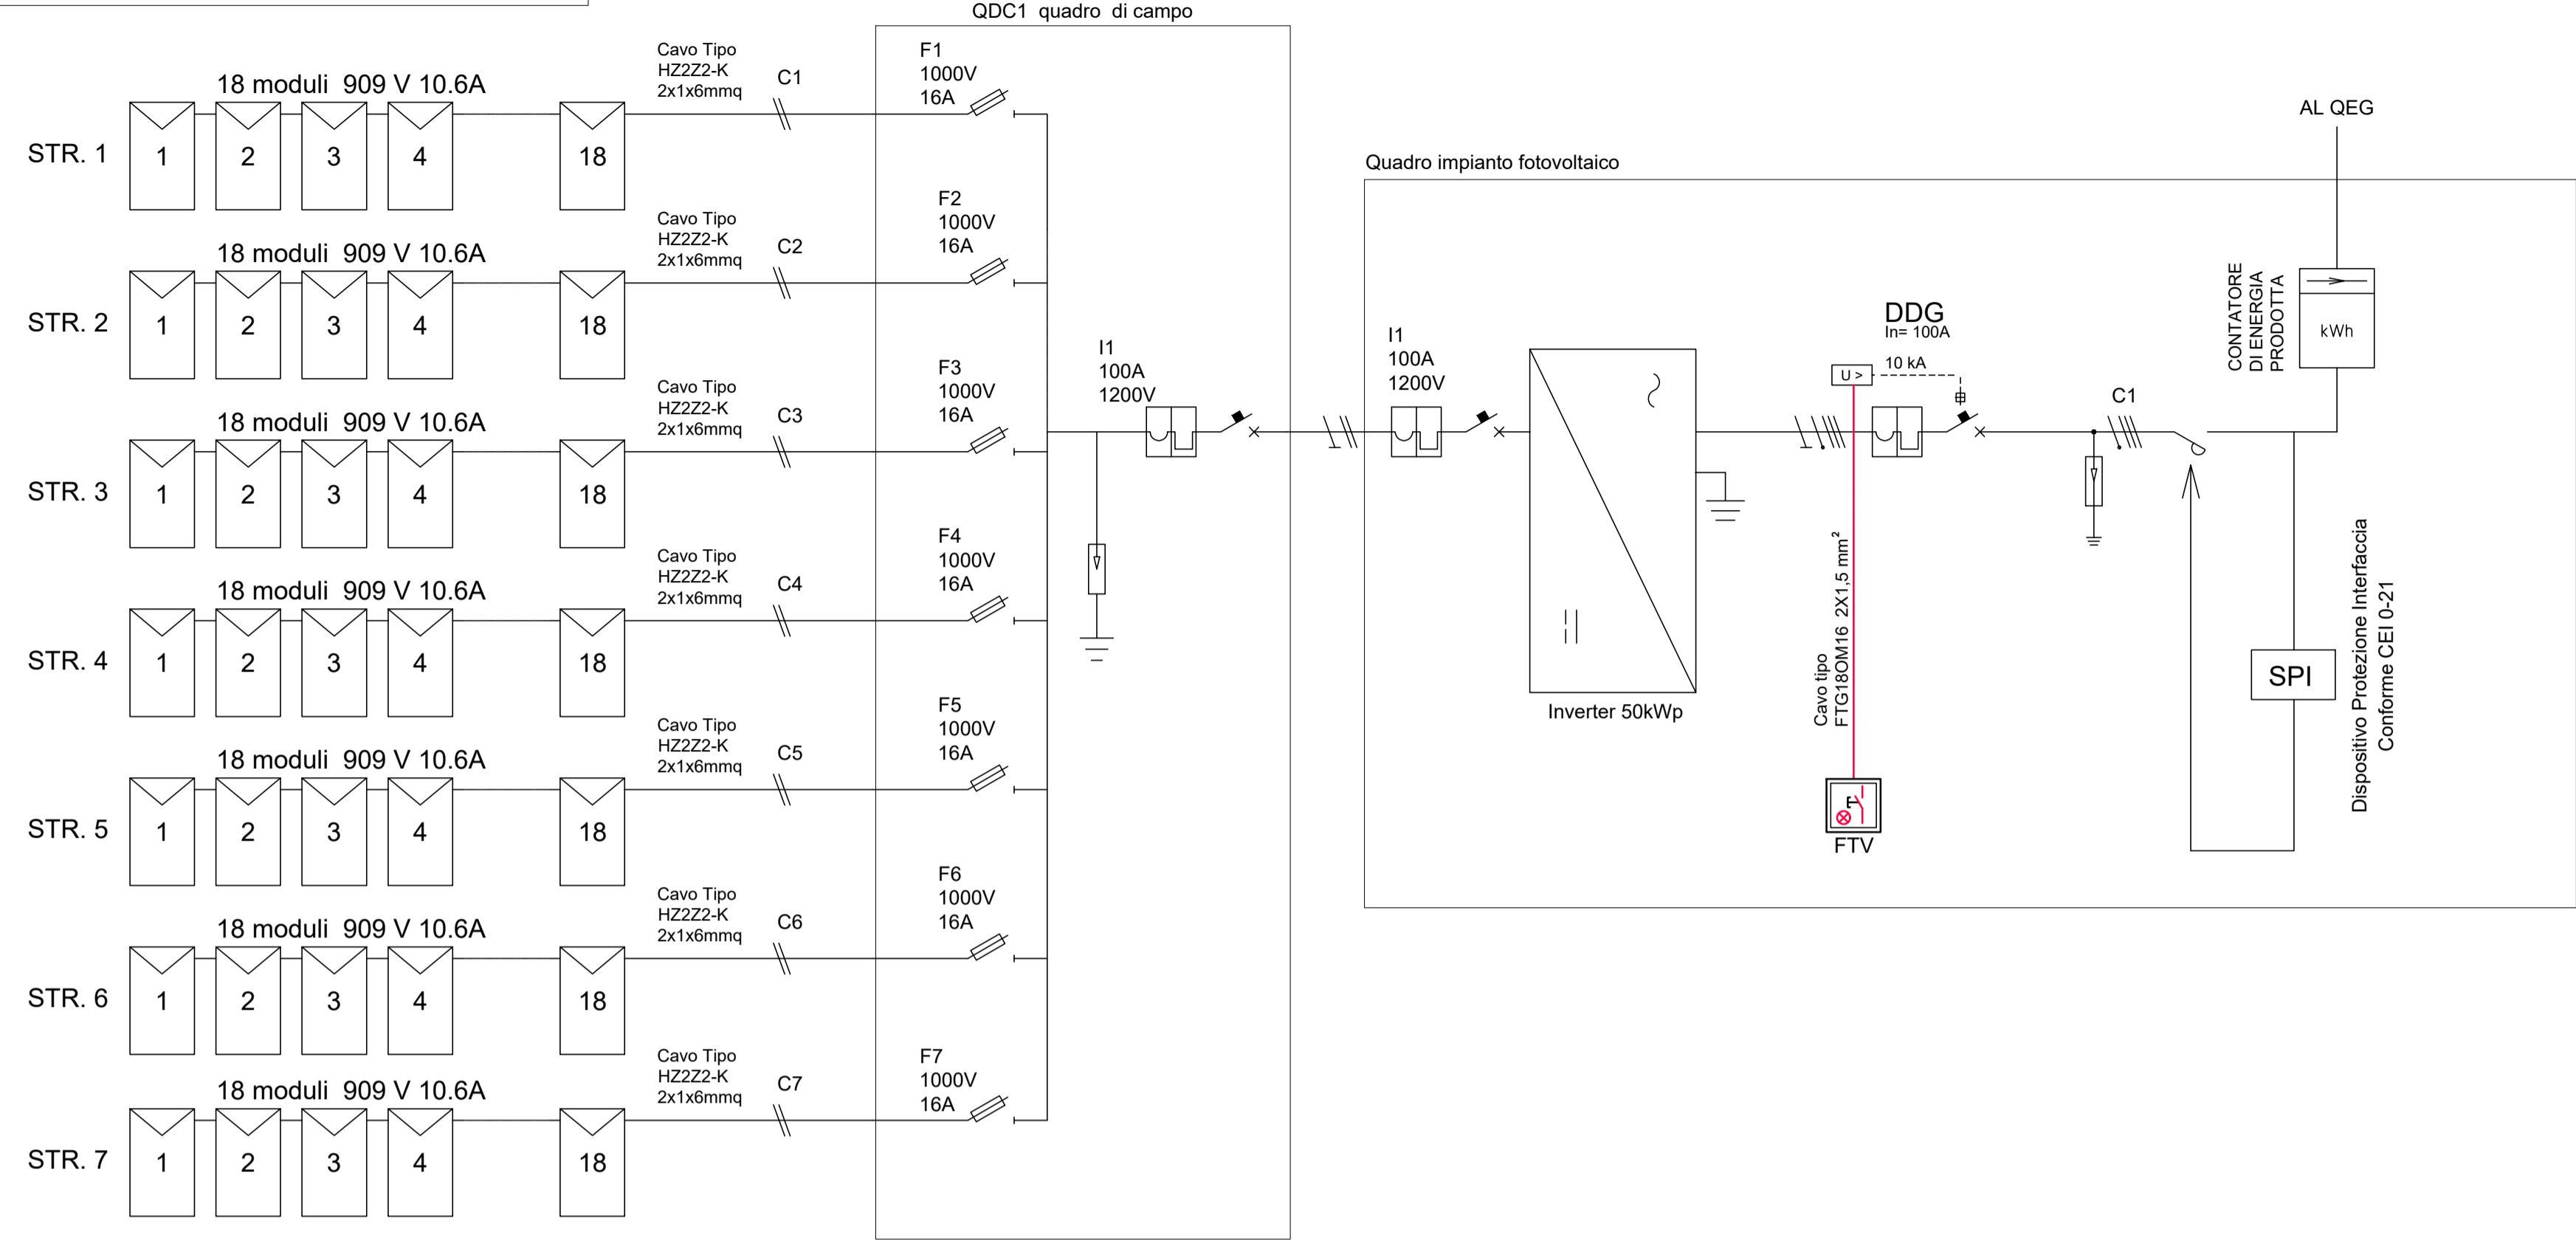 QDC1 quadro di campo
18 moduli 909 V 10.6A
Cavo Tipo
HZ2Z2-K
2x1x6mmq
C1
F1
1000V
16A
STR. 1
1
2
3
4
18
18 moduli 909 V 10.6A
Cavo Tipo
HZ2Z2-K
2x1x6mmq
C2
F2
1000V
16A
STR. 2
1
2
3
4
18
18 moduli 909 V 10.6A
Cavo Tipo
HZ2Z2-K
2x1x6mmq
C3
F3
1000V
16A
STR. 3
1
2
3
4
18
18 moduli 909 V 10.6A
Cavo Tipo
HZ2Z2-K
2x1x6mmq
C4
F4
1000V
16A
STR. 4
1
2
3
4
18
18 moduli 909 V 10.6A
Cavo Tipo
HZ2Z2-K
2x1x6mmq
C5
F5
1000V
16A
STR. 5
1
2
3
4
18
18 moduli 909 V 10.6A
Cavo Tipo
HZ2Z2-K
2x1x6mmq
C6
F6
1000V
16A
STR. 6
1
2
3
4
18
18 moduli 909 V 10.6A
Cavo Tipo
HZ2Z2-K
2x1x6mmq
C7
F7
1000V
16A
STR. 7
1
2
3
4
18
I1
100A
1200V
Quadro impianto fotovoltaico
I1
100A
1200V
Inverter 50kWp
DDG
In= 100A
10 kA
U >
Cavo tipo
FTG18OM16 2X1,5 mm²
FTV
C1
AL QEG
CONTATORE
DI ENERGIA
PRODOTTA
kWh
SPI
Dispositivo Protezione Interfaccia
Conforme CEI 0-21